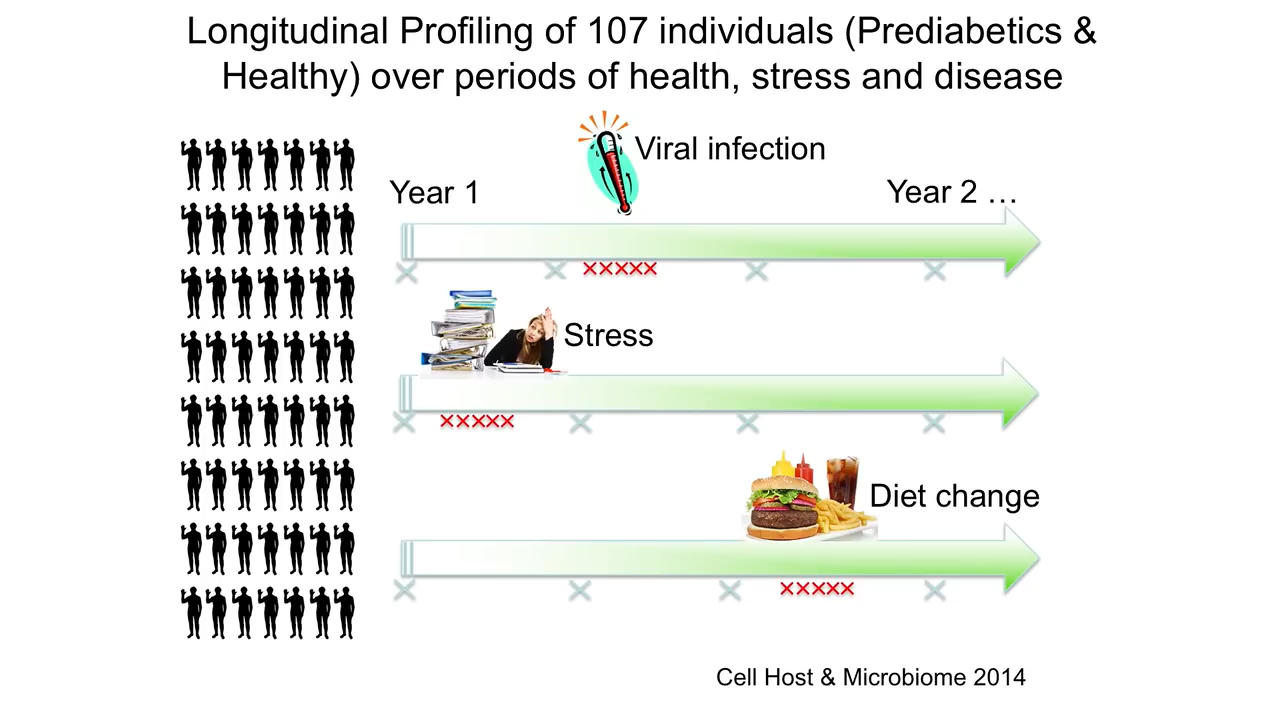 Longitudinal Profiling of 107 individuals (Prediabetics &
Healthy) over periods of health, stress and disease
Viral infection
Year 1
Year 2 …
×××××
Stress
×××××
Diet change
×××××
Cell Host & Microbiome 2014